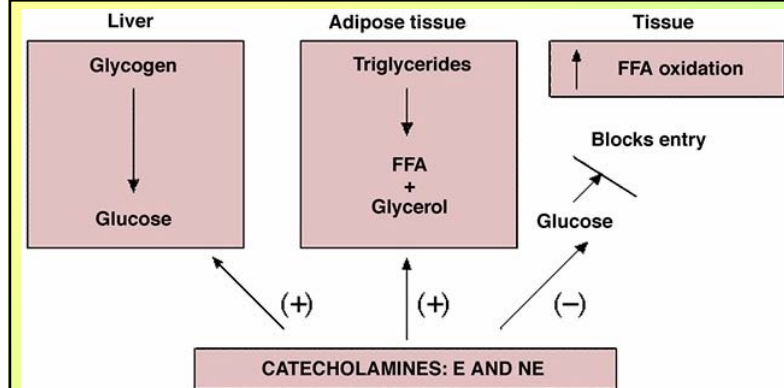 Liver
Adipose tissue
Tissue
Glycogen
Triglycerides
FFA oxidation
Blocks entry
FFA
+
Glycerol
Glucose
Glucose
(+)
(+)
(−)
CATECHOLAMINES: E AND NE